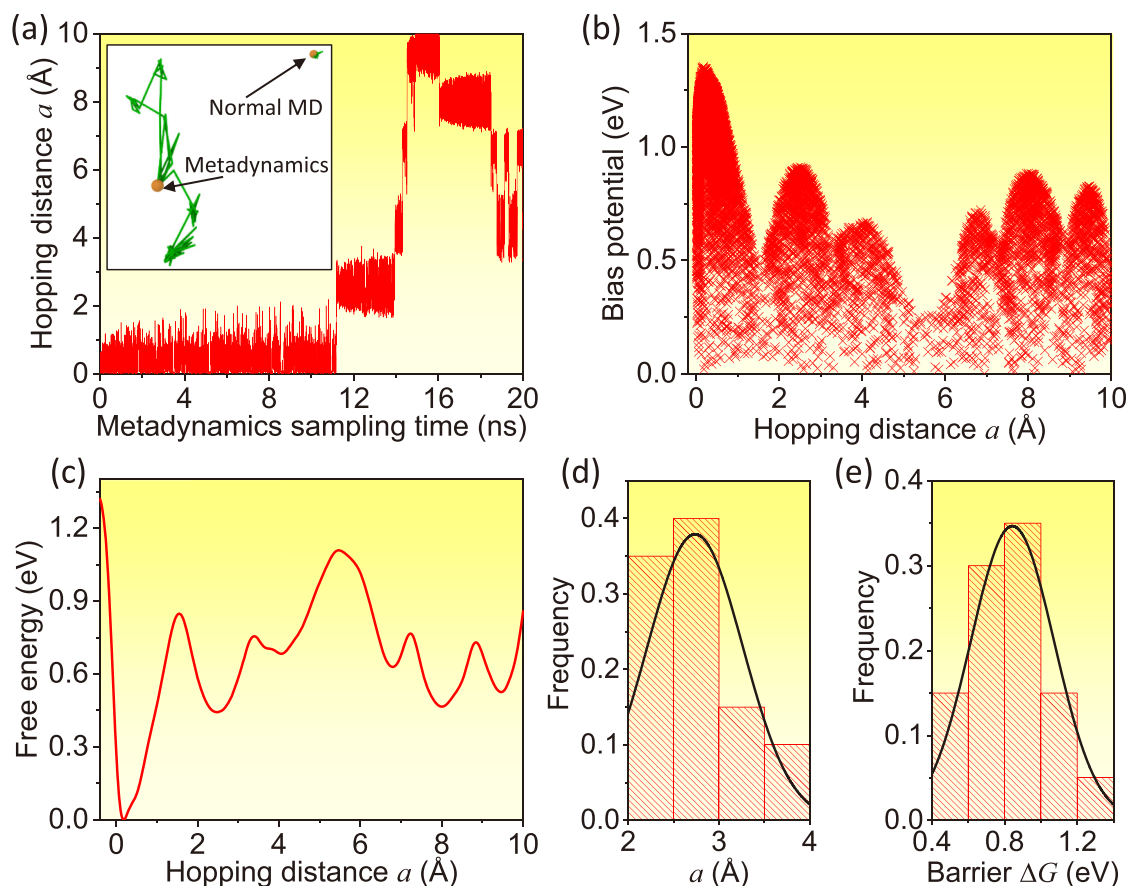 (a)
Hopping distance a (Å)
10
8
6
4
2
0
0
4
8
12
16
20
Metadynamics sampling time (ns)
Normal MD
Metadynamics
(b)
Bias potential (eV)
1.5
1.0
0.5
0.0
0
2
4
6
8
10
Hopping distance a (Å)
(c)
Free energy (eV)
1.2
0.9
0.6
0.3
0.0
0
2
4
6
8
10
Hopping distance a (Å)
(d)
Frequency
0.4
0.3
0.2
0.1
0.0
2
3
4
a (Å)
(e)
Frequency
0.4
0.3
0.2
0.1
0.0
0.4
0.8
1.2
Barrier ΔG (eV)